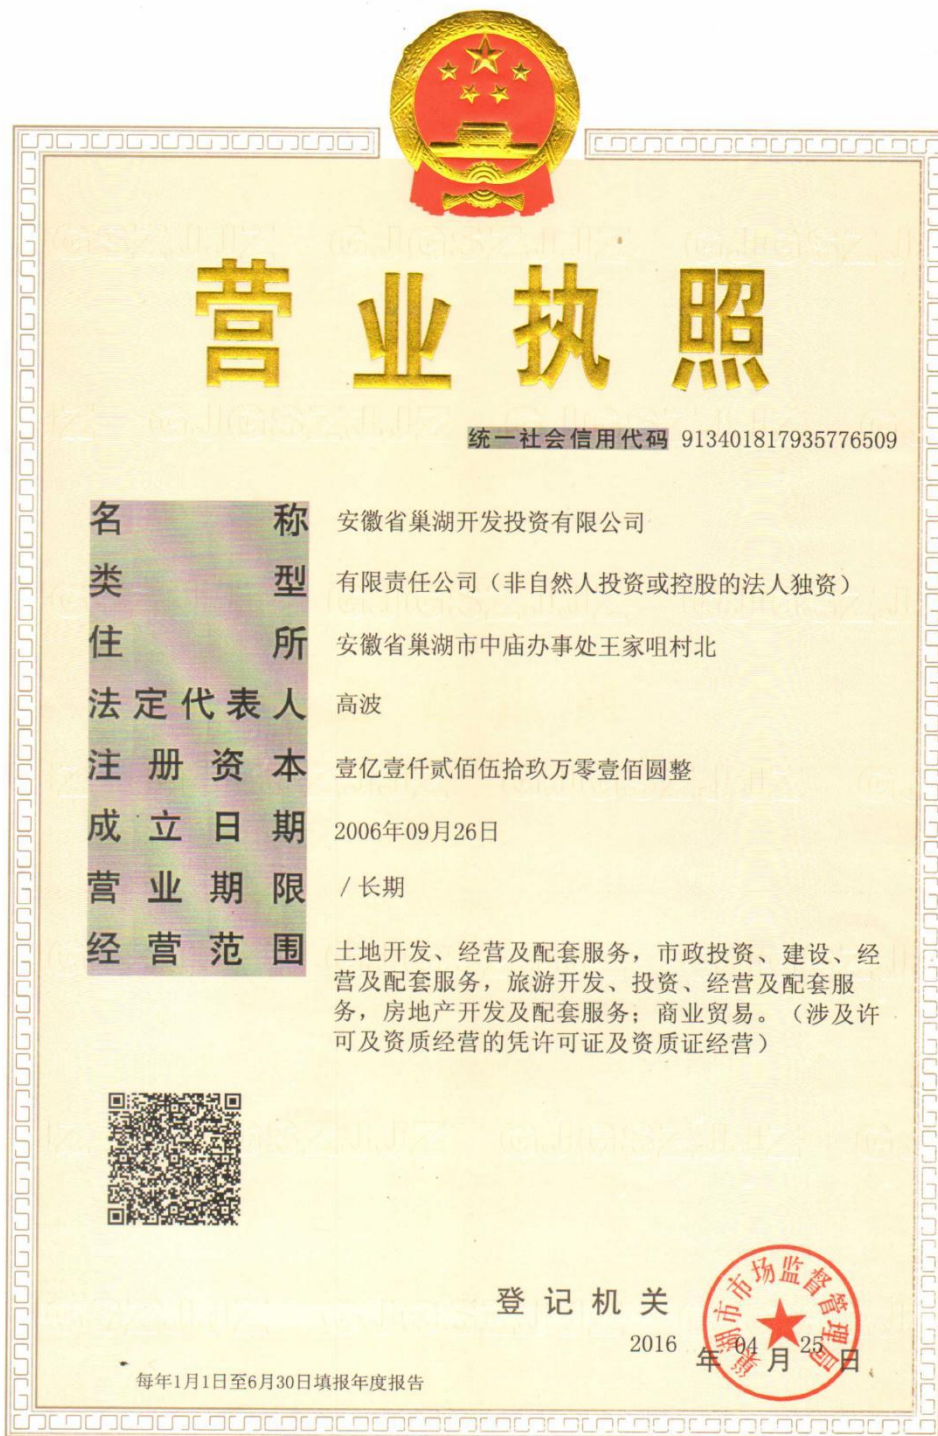 营业执照
统一社会信用代码 913401817935776509
名称 安徽省巢湖开发投资有限公司
类型 有限责任公司（非自然人投资或控股的法人独资）
住所 安徽省巢湖市中庙办事处王家咀村北
法定代表人 高波
注册资本 壹亿壹仟贰佰伍拾玖万零壹佰圆整
成立日期 2006年09月26日
营业期限 / 长期
经营范围 土地开发、经营及配套服务，市政投资、建设、经
营及配套服务，旅游开发、投资、经营及配套服
务，房地产开发及配套服务；商业贸易。（涉及许
可及资质经营的凭许可证及资质证经营）
登记机关
巢湖市市场监督管理局
2016年04月25日
每年1月1日至6月30日填报年度报告